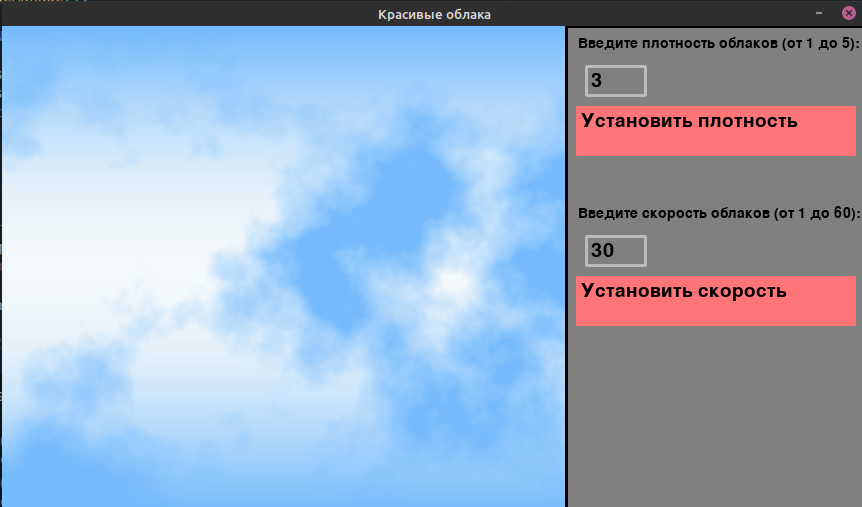 Красивые облака
Введите плотность облаков (от 1 до 5):
3
Установить плотность
Введите скорость облаков (от 1 до 60):
30
Установить скорость